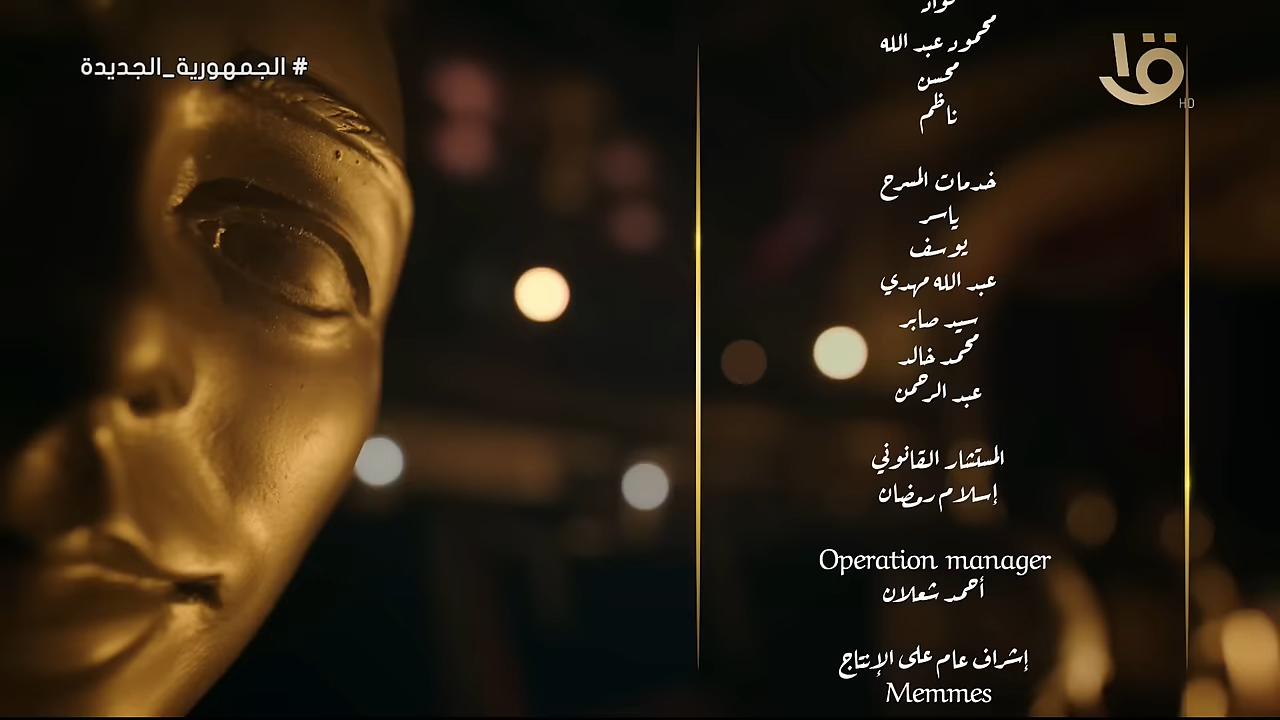 # الجمهورية_الجديدة
HD
محمود عبد الله
محسن
ناظم
خدمات المسرح
ياسر
يوسف
عبد الله مهدي
سيد صابر
محمد خالد
عبد الرحمن
المستشار القانوني
إسلام رمضان
Operation manager
أحمد شعلان
إشراف عام على الإنتاج
Memmes